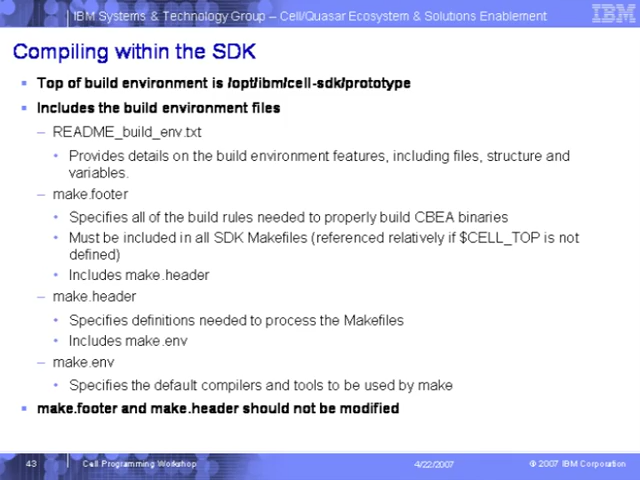 IBM Systems & Technology Group – Cell/Quasar Ecosystem & Solutions Enablement
IBM
Compiling within the SDK
▪ Top of build environment is /opt/ibm/cell-sdk/prototype
▪ Includes the build environment files
– README_build_env.txt
• Provides details on the build environment features, including files, structure and
variables.
– make.footer
• Specifies all of the build rules needed to properly build CBEA binaries
• Must be included in all SDK Makefiles (referenced relatively if $CELL_TOP is not
defined)
• Includes make.header
– make.header
• Specifies definitions needed to process the Makefiles
• Includes make.env
– make.env
• Specifies the default compilers and tools to be used by make
▪ make.footer and make.header should not be modified
43 Cell Programming Workshop 4/22/2007 © 2007 IBM Corporation